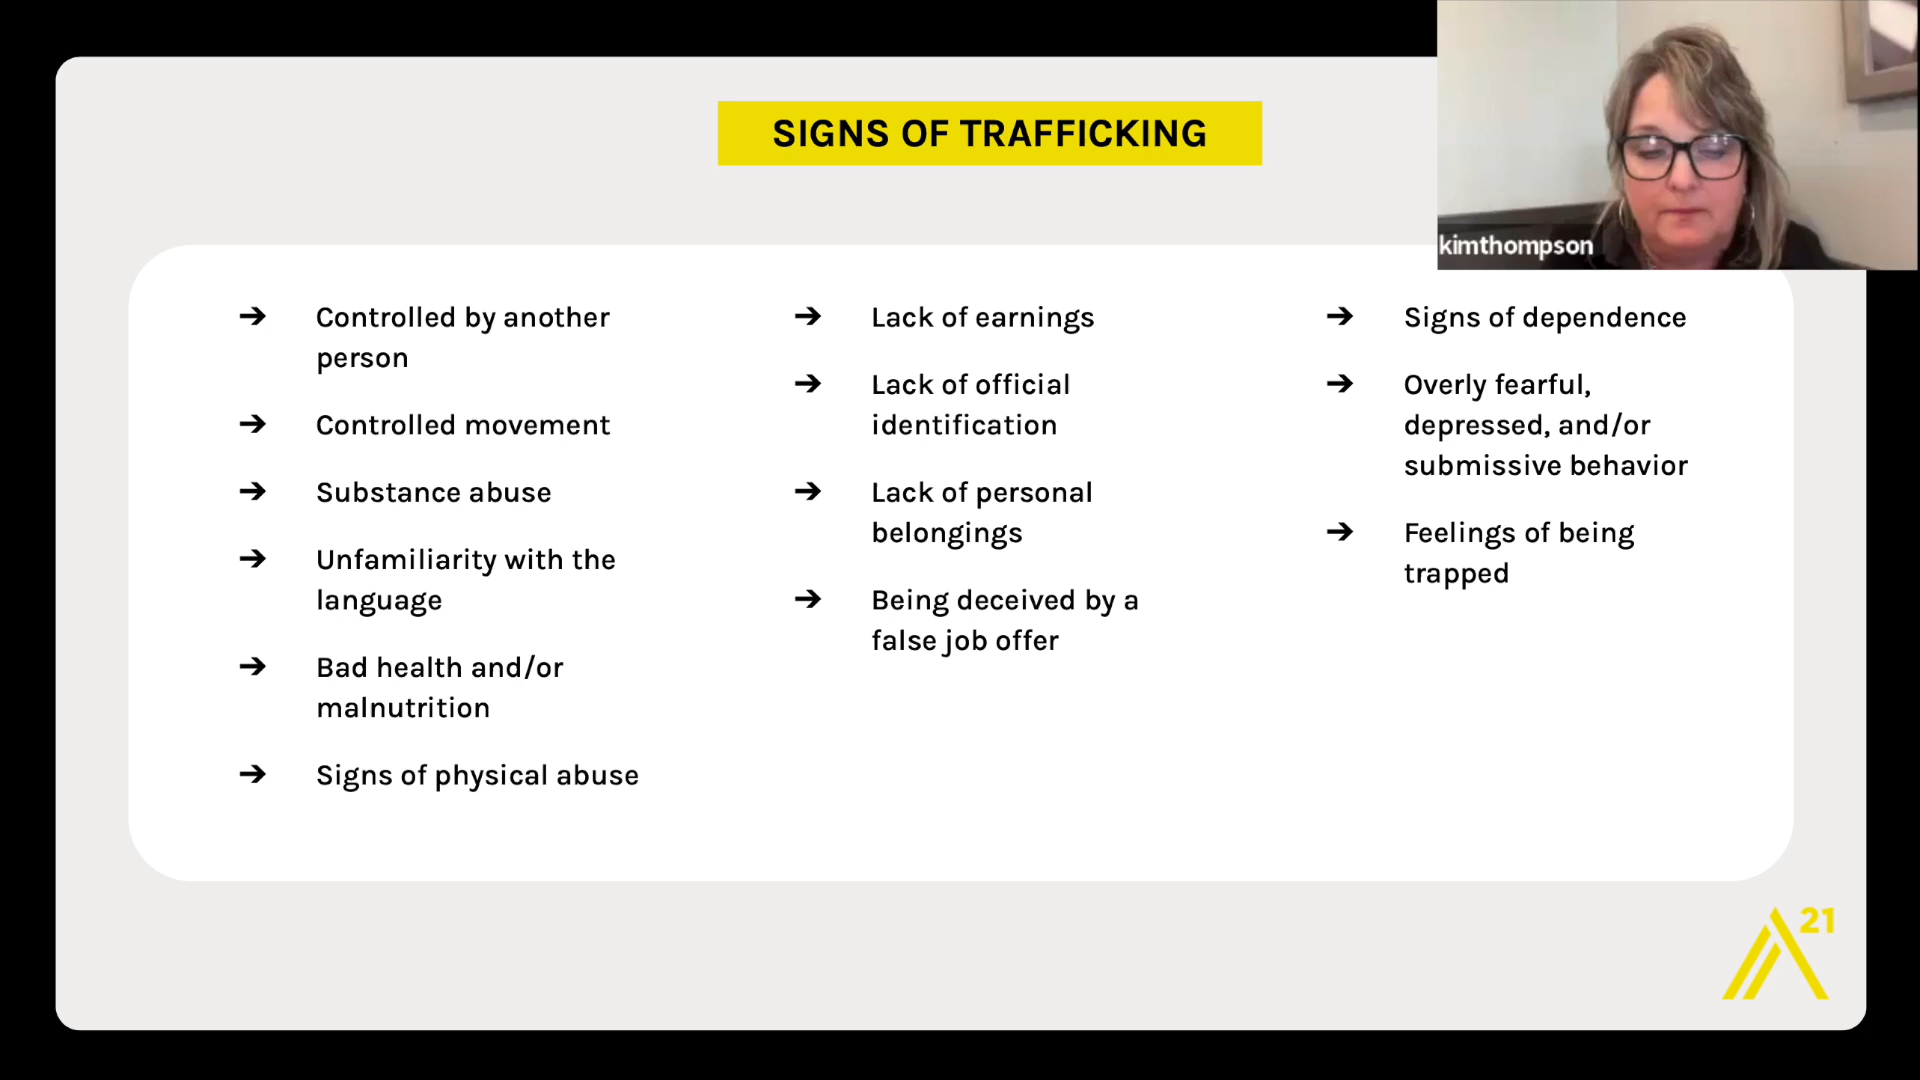 SIGNS OF TRAFFICKING
kimthompson
➔ Controlled by another
person
➔ Controlled movement
➔ Substance abuse
➔ Unfamiliarity with the
language
➔ Bad health and/or
malnutrition
➔ Signs of physical abuse
➔ Lack of earnings
➔ Lack of official
identification
➔ Lack of personal
belongings
➔ Being deceived by a
false job offer
➔ Signs of dependence
➔ Overly fearful,
depressed, and/or
submissive behavior
➔ Feelings of being
trapped
A21